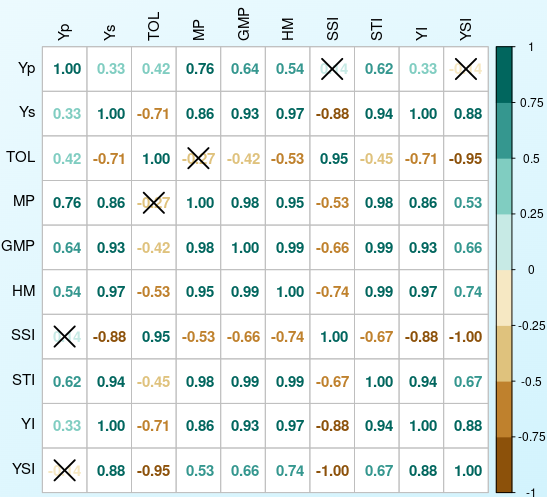 Yp Ys TOL MP GMP HM SSI STI YI YSI
Yp 1.00 0.33 0.42 0.76 0.64 0.54 0.62 0.33
Ys 0.33 1.00 -0.71 0.86 0.93 0.97 -0.88 0.94 1.00 0.88
TOL 0.42 -0.71 1.00 -0.42 -0.53 0.95 -0.45 -0.71 -0.95
MP 0.76 0.86 1.00 0.98 0.95 -0.53 0.98 0.86 0.53
GMP 0.64 0.93 -0.42 0.98 1.00 0.99 -0.66 0.99 0.93 0.66
HM 0.54 0.97 -0.53 0.95 0.99 1.00 -0.74 0.99 0.97 0.74
SSI -0.88 0.95 -0.53 -0.66 -0.74 1.00 -0.67 -0.88 -1.00
STI 0.62 0.94 -0.45 0.98 0.99 0.99 -0.67 1.00 0.94 0.67
YI 0.33 1.00 -0.71 0.86 0.93 0.97 -0.88 0.94 1.00 0.88
YSI 0.88 -0.95 0.53 0.66 0.74 -1.00 0.67 0.88 1.00
1
0.75
0.5
0.25
0
-0.25
-0.5
-0.75
-1